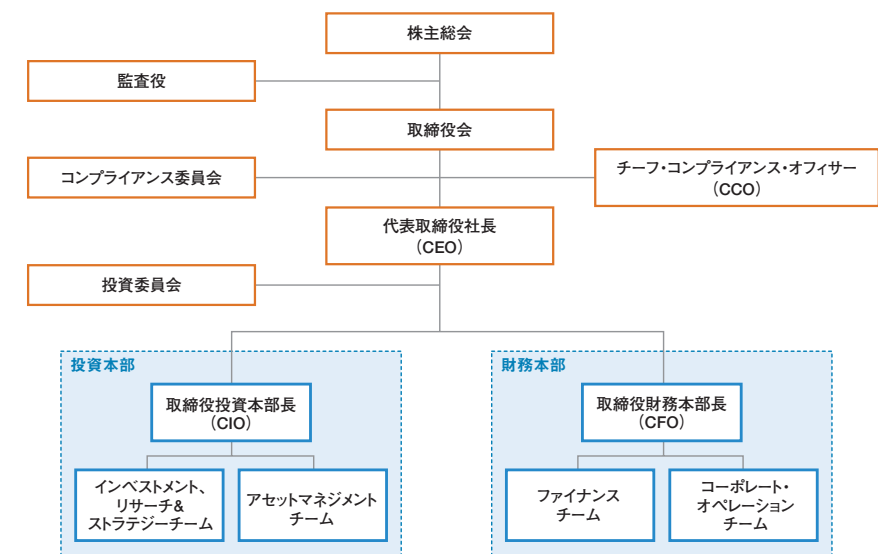 株主総会
監査役
取締役会
コンプライアンス委員会
チーフ・コンプライアンス・オフィサー
（CCO）
代表取締役社長
（CEO）
投資委員会
投資本部
取締役投資本部長
（CIO）
インベストメント、
リサーチ&
ストラテジーチーム
アセットマネジメント
チーム
財務本部
取締役財務本部長
（CFO）
ファイナンス
チーム
コーポレート・
オペレーション
チーム